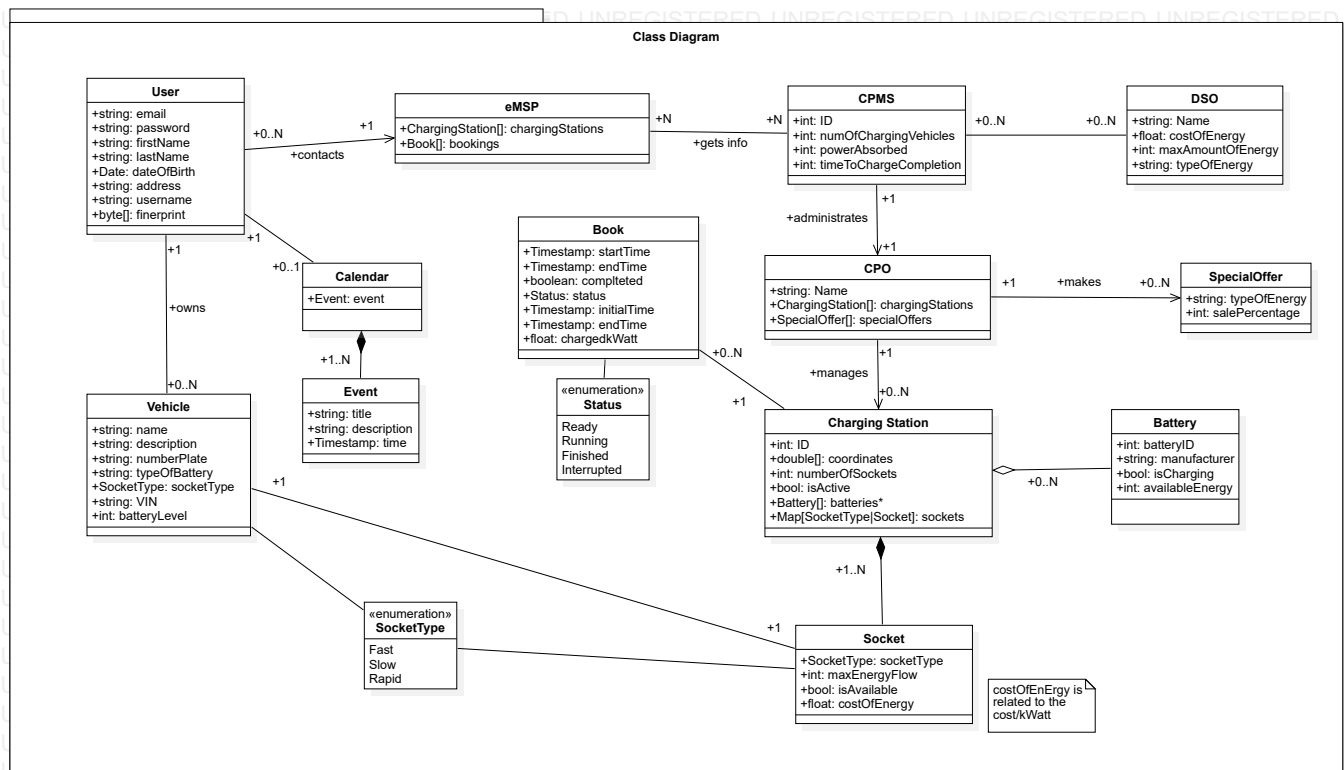 UNREGISTERED UNREGISTERED UNREGISTERED UNREGISTERED
Class Diagram
User
+string: email
+string: password
+string: firstName
+string: lastName
+Date: dateOfBirth
+string: address
+string: username
+byte[]: finerprint
+0..N
+1
+contacts
eMSP
+ChargingStation[]: chargingStations
+Book[]: bookings
+N
+N
+gets info
CPMS
+int: ID
+int: numOfChargingVehicles
+int: powerAbsorbed
+int: timeToChargeCompletion
+0..N
+0..N
DSO
+string: Name
+float: costOfEnergy
+int: maxAmountOfEnergy
+string: typeOfEnergy
+1
+administrates
+1
+1
+0..1
Calendar
+Event: event
+1..N
Event
+string: title
+string: description
+Timestamp: time
+1
+owns
+0..N
Book
+Timestamp: startTime
+Timestamp: endTime
+boolean: complteted
+Status: status
+Timestamp: initialTime
+Timestamp: endTime
+float: chargedkWatt
+0..N
+1
«enumeration»
Status
Ready
Running
Finished
Interrupted
CPO
+string: Name
+ChargingStation[]: chargingStations
+SpecialOffer[]: specialOffers
+1
+makes
+0..N
SpecialOffer
+string: typeOfEnergy
+int: salePercentage
+1
+manages
+0..N
Vehicle
+string: name
+string: description
+string: numberPlate
+string: typeOfBattery
+SocketType: socketType
+string: VIN
+int: batteryLevel
+1
+1
Charging Station
+int: ID
+double[]: coordinates
+int: numberOfSockets
+bool: isActive
+Battery[]: batteries*
+Map[SocketType|Socket]: sockets
+0..N
Battery
+int: batteryID
+string: manufacturer
+bool: isCharging
+int: availableEnergy
+1..N
«enumeration»
SocketType
Fast
Slow
Rapid
Socket
+SocketType: socketType
+int: maxEnergyFlow
+bool: isAvailable
+float: costOfEnergy
costOfEnErgy is
related to the
cost/kWatt